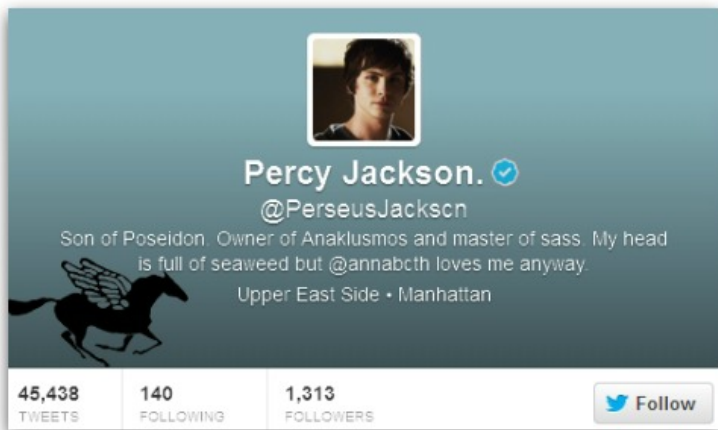 Percy Jackson.
@PerseusJackscn
Son of Poseidon. Owner of Anaklusmos and master of sass. My head
is full of seaweed but @annabcth loves me anyway.
Upper East Side • Manhattan
45,438 140 1,313
TWEETS FOLLOWING FOLLOWERS
Follow